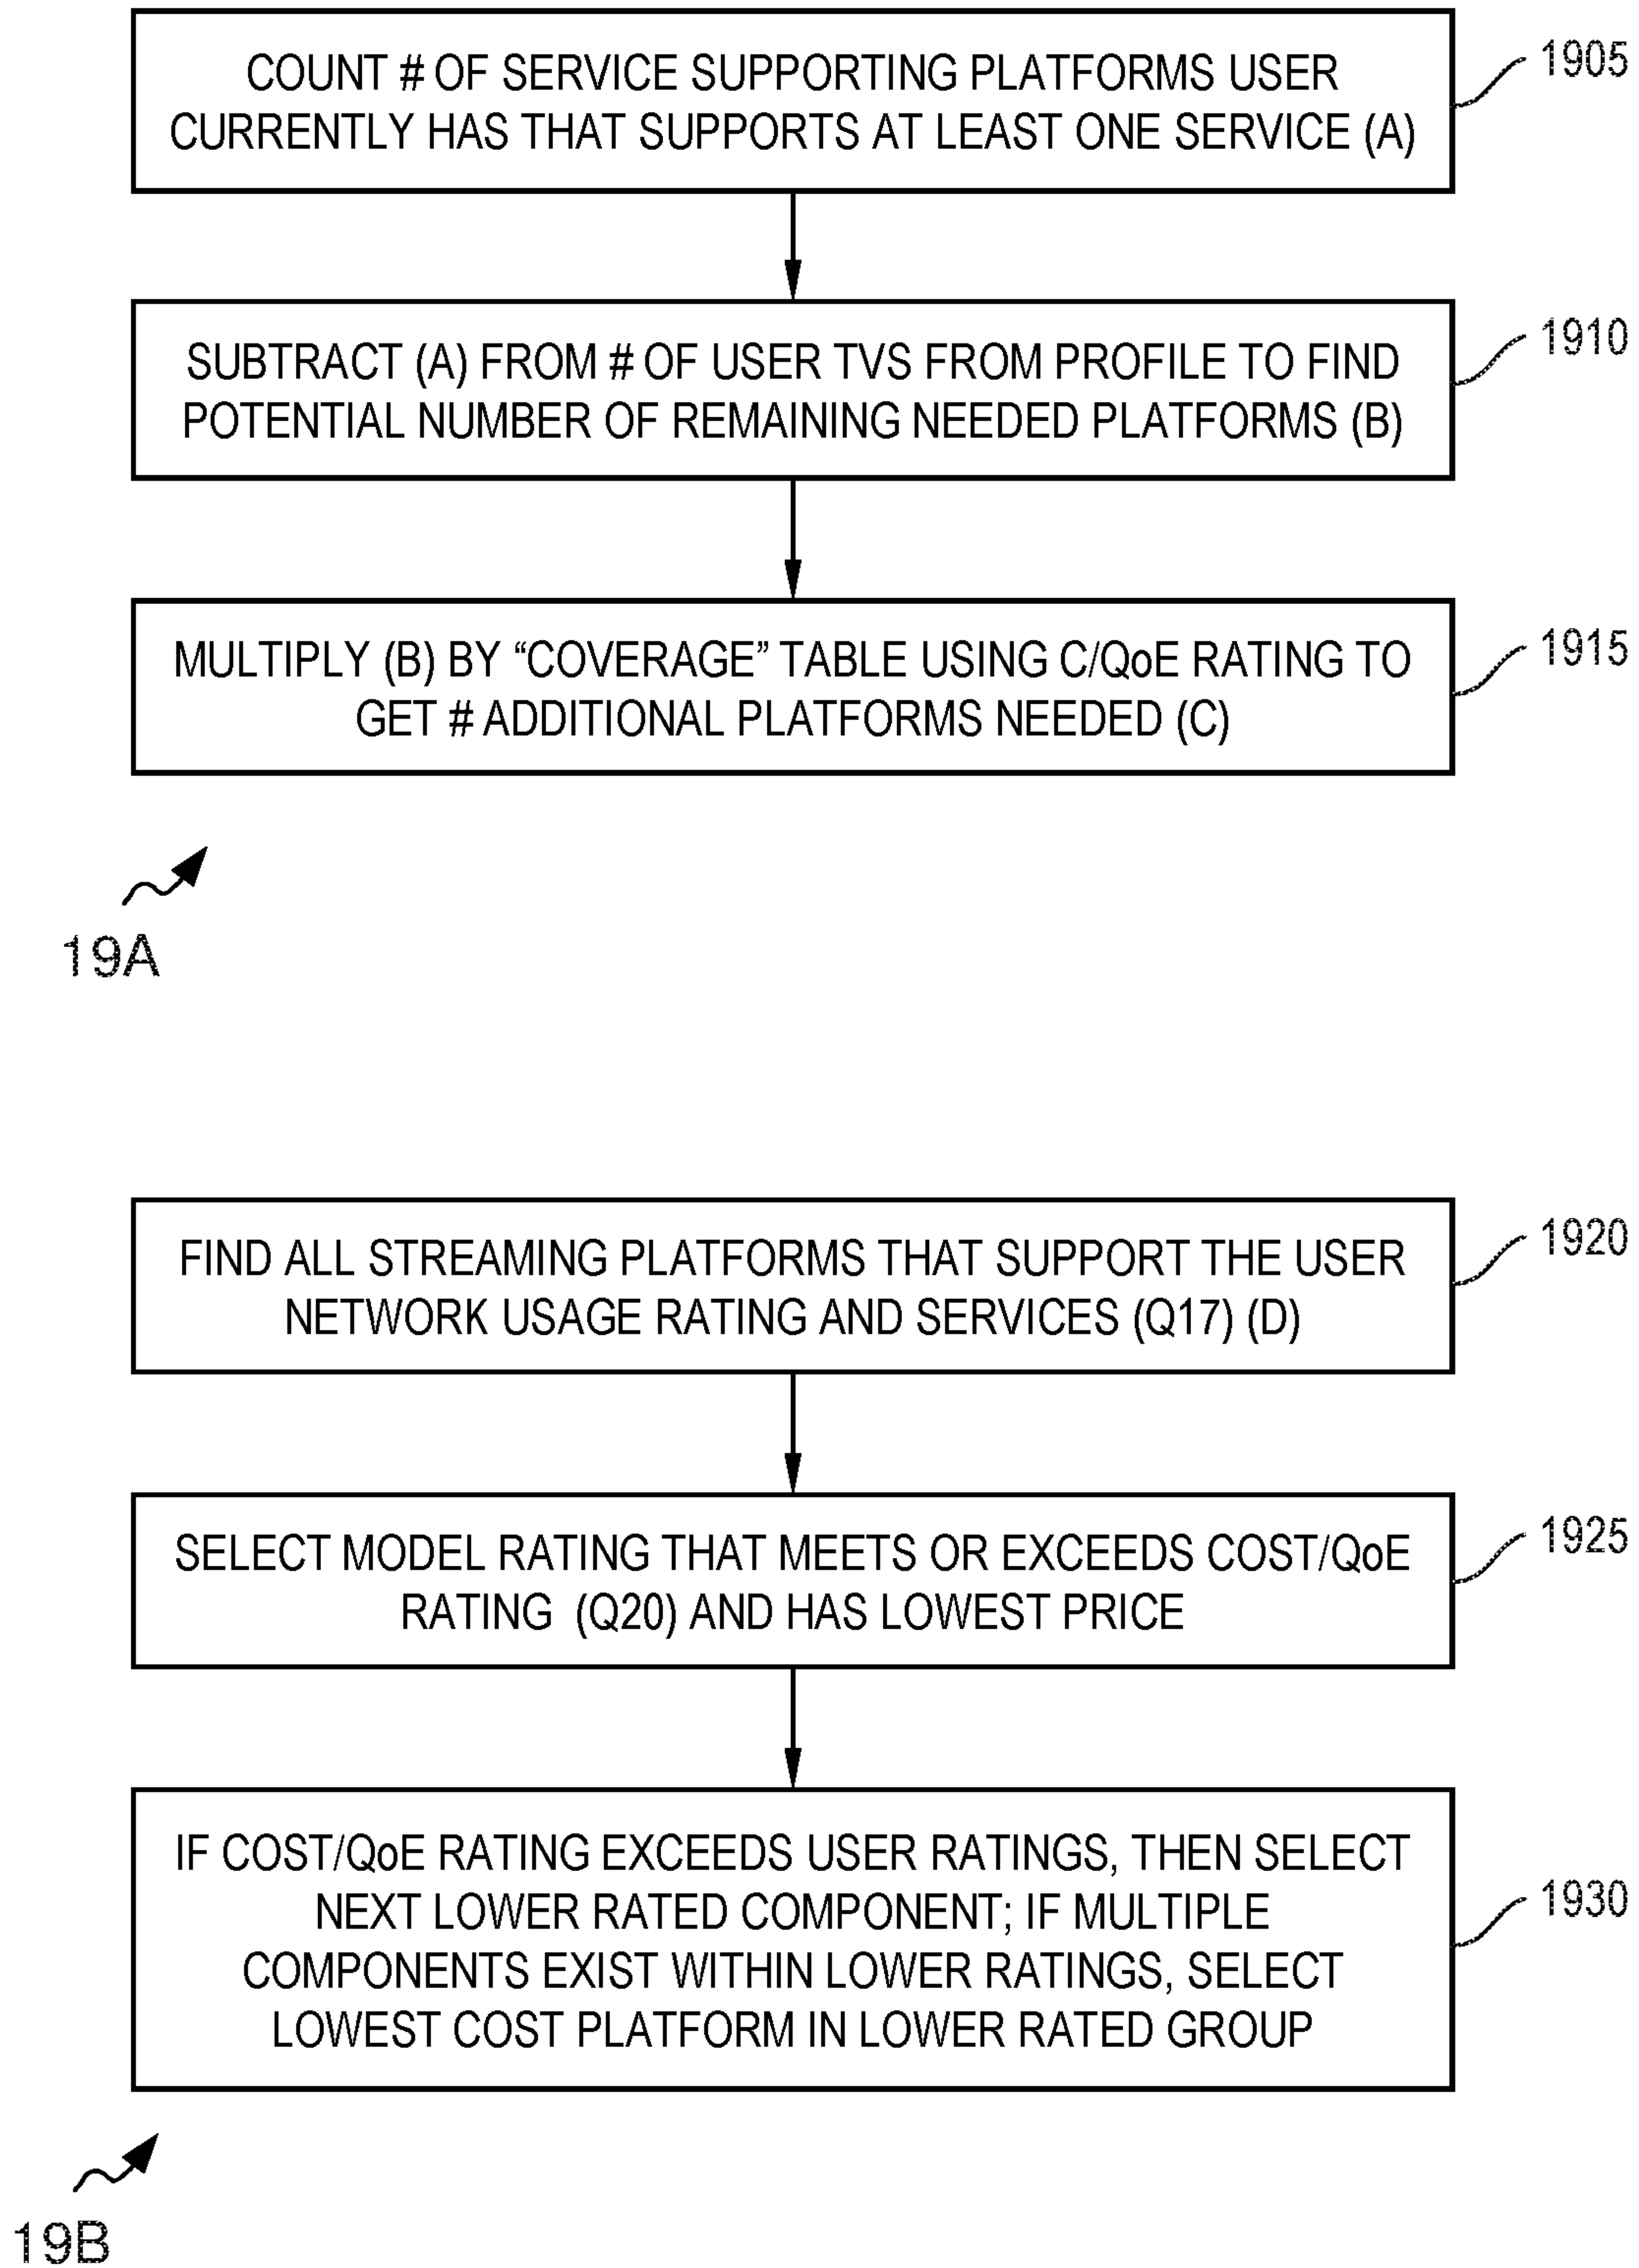 COUNT # OF SERVICE SUPPORTING PLATFORMS USER
CURRENTLY HAS THAT SUPPORTS AT LEAST ONE SERVICE (A)
1905
SUBTRACT (A) FROM # OF USER TVS FROM PROFILE TO FIND
POTENTIAL NUMBER OF REMAINING NEEDED PLATFORMS (B)
1910
MULTIPLY (B) BY “COVERAGE” TABLE USING C/QoE RATING TO
GET # ADDITIONAL PLATFORMS NEEDED (C)
1915
19A
FIND ALL STREAMING PLATFORMS THAT SUPPORT THE USER
NETWORK USAGE RATING AND SERVICES (Q17) (D)
1920
SELECT MODEL RATING THAT MEETS OR EXCEEDS COST/QoE
RATING (Q20) AND HAS LOWEST PRICE
1925
IF COST/QoE RATING EXCEEDS USER RATINGS, THEN SELECT
NEXT LOWER RATED COMPONENT; IF MULTIPLE
COMPONENTS EXIST WITHIN LOWER RATINGS, SELECT
LOWEST COST PLATFORM IN LOWER RATED GROUP
1930
19B